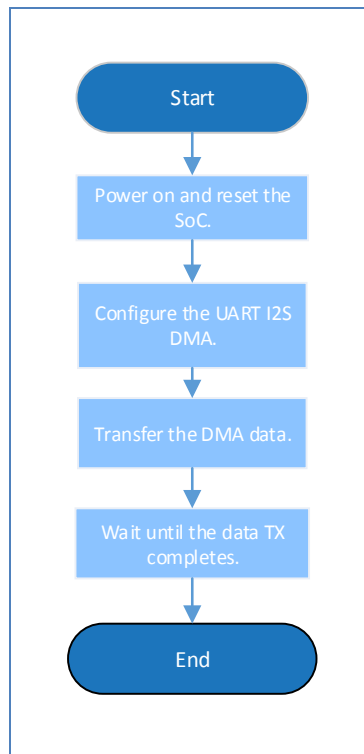 Start
Power on and reset the
SoC.
Configure the UART I2S
DMA.
Transfer the DMA data.
Wait until the data TX
completes.
End